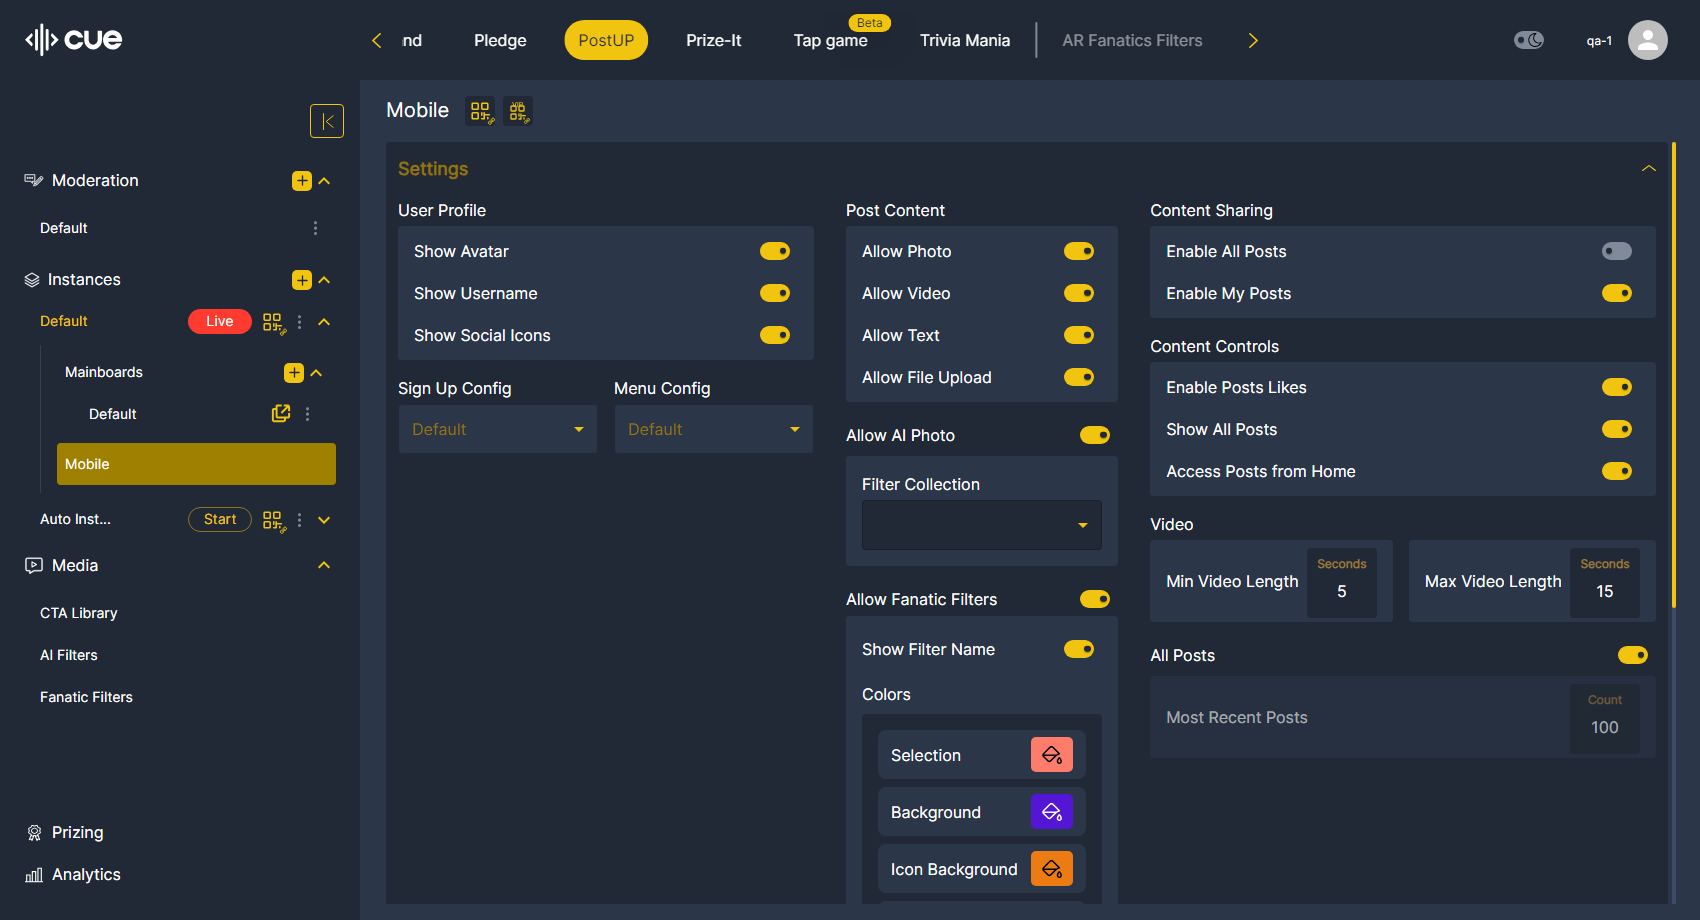 cue
nd
Pledge
PostUP
Prize-It
Beta
Tap game
Trivia Mania
AR Fanatics Filters
qa-1
Moderation
Default
Instances
Default
Live
Mainboards
Default
Mobile
Auto Inst...
Start
Media
CTA Library
AI Filters
Fanatic Filters
Prizing
Analytics
Mobile
Settings
User Profile
Show Avatar
Show Username
Show Social Icons
Sign Up Config
Default
Menu Config
Default
Post Content
Allow Photo
Allow Video
Allow Text
Allow File Upload
Allow AI Photo
Filter Collection
Allow Fanatic Filters
Show Filter Name
Colors
Selection
Background
Icon Background
Content Sharing
Enable All Posts
Enable My Posts
Content Controls
Enable Posts Likes
Show All Posts
Access Posts from Home
Video
Min Video Length
Seconds
5
Max Video Length
Seconds
15
All Posts
Most Recent Posts
Count
100